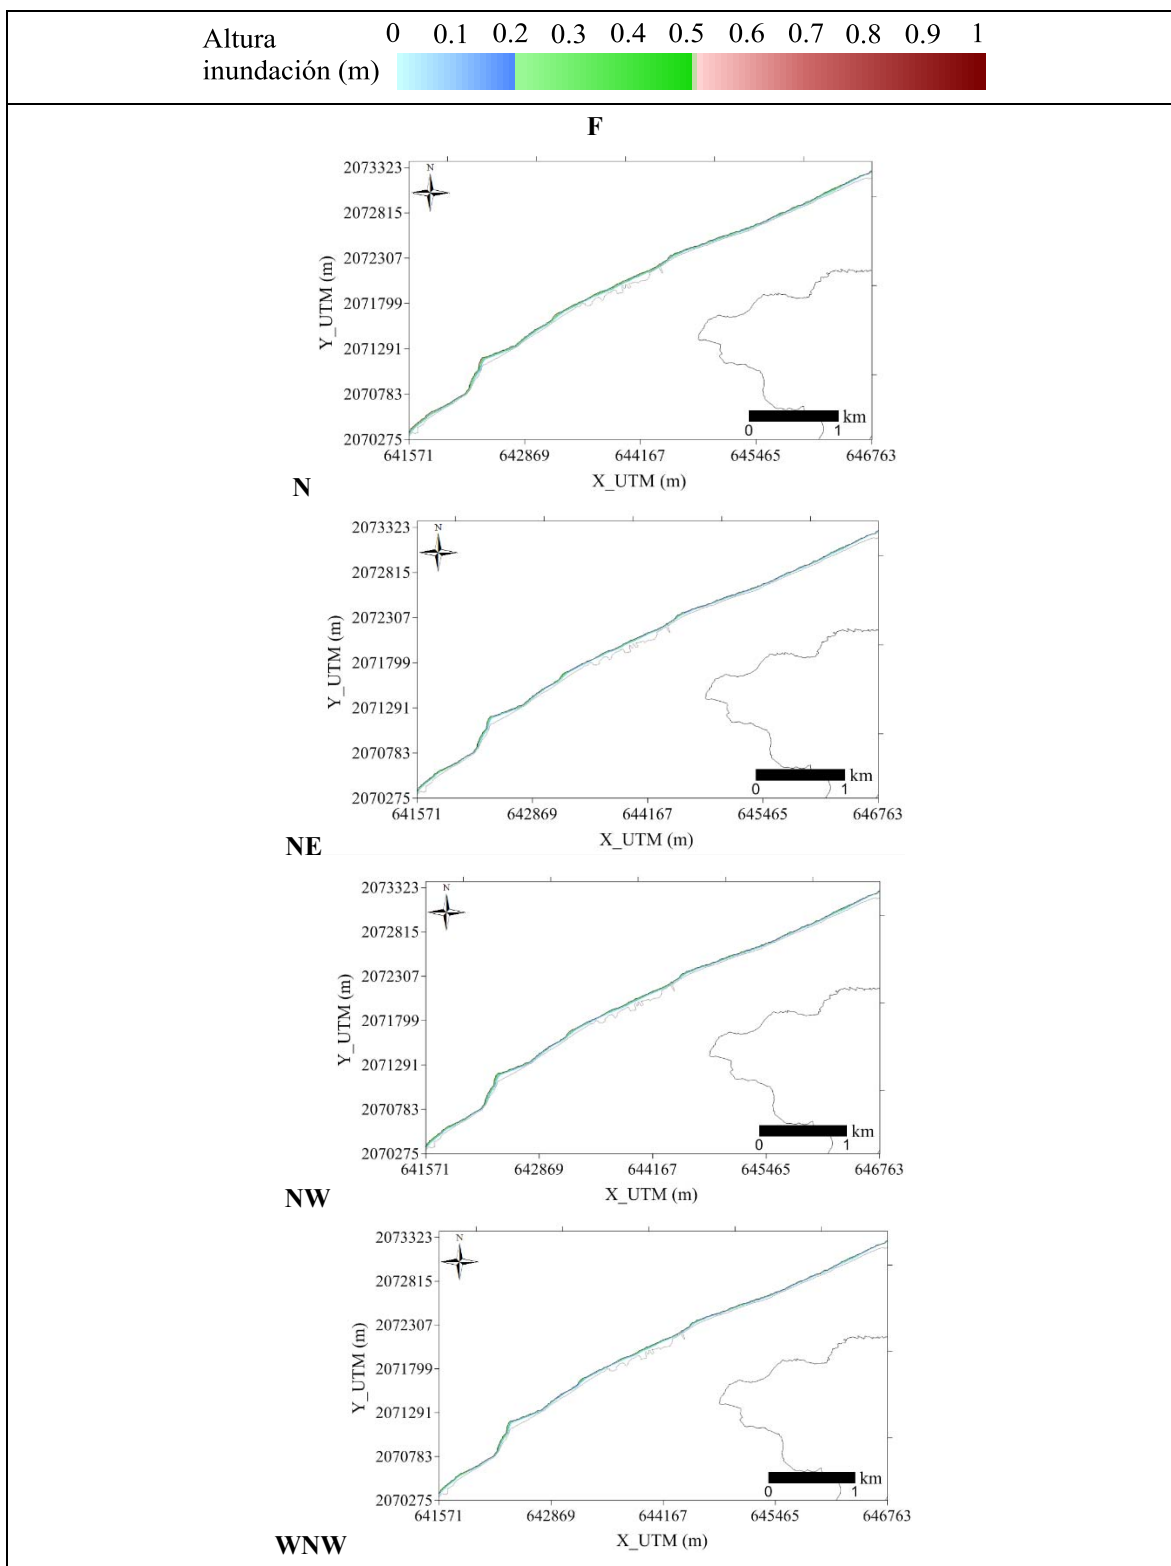 Altura
inundación (m)
0 0.1 0.2 0.3 0.4 0.5 0.6 0.7 0.8 0.9 1
F
N
2073323
2072815
2072307
2071799
2071291
2070783
2070275
Y_UTM (m)
km
0 1
641571 642869 644167 645465 646763
X_UTM (m)
N
N
2073323
2072815
2072307
2071799
2071291
2070783
2070275
Y_UTM (m)
km
0 1
641571 642869 644167 645465 646763
X_UTM (m)
NE
N
2073323
2072815
2072307
2071799
2071291
2070783
2070275
Y_UTM (m)
km
0 1
641571 642869 644167 645465 646763
X_UTM (m)
NW
N
2073323
2072815
2072307
2071799
2071291
2070783
2070275
Y_UTM (m)
km
0 1
641571 642869 644167 645465 646763
X_UTM (m)
WNW